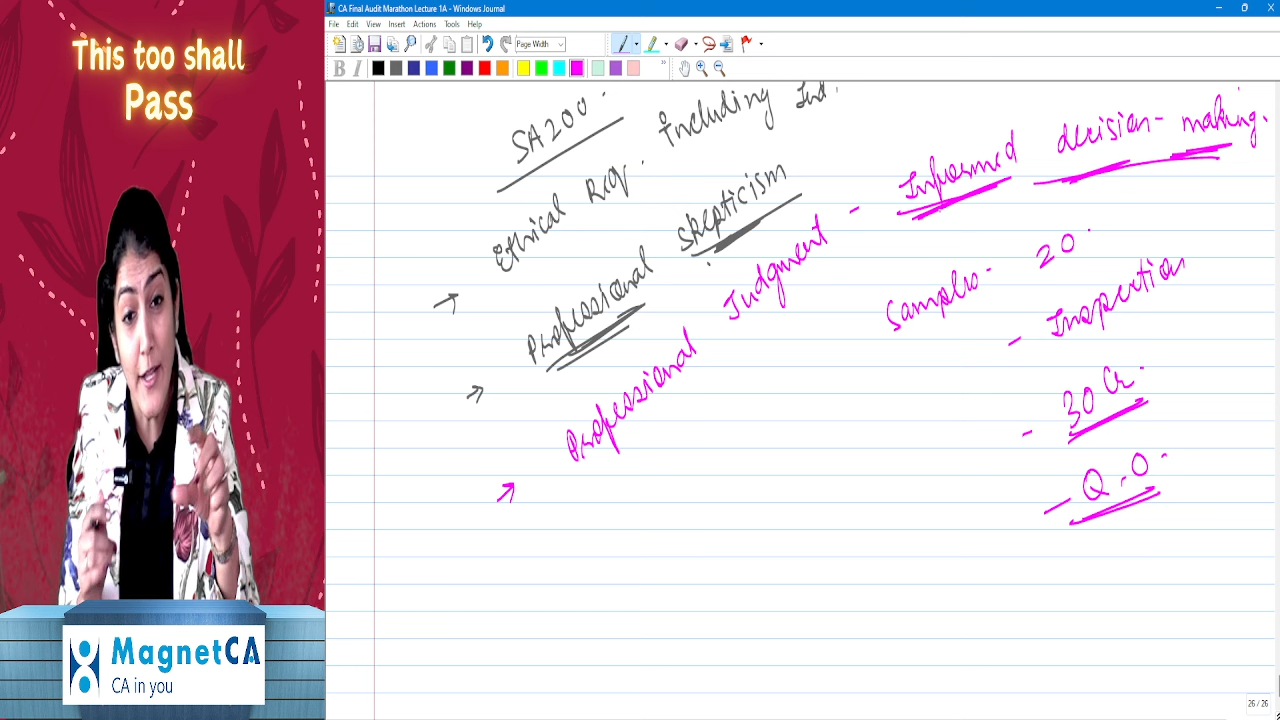 This too shall
Pass
MagnetCA
CA in you
CA Final Audit Marathon Lecture 1A - Windows Journal
File Edit View Insert Actions Tools Help
Page Width
B I
SA200.
Ethical Req. Including Ind.
→ Professional Skepticism
→ Professional Judgment - Informed decision-making.
Samples- 20.
- Inspection
- 30 Cr.
- Q.O.
26 / 26